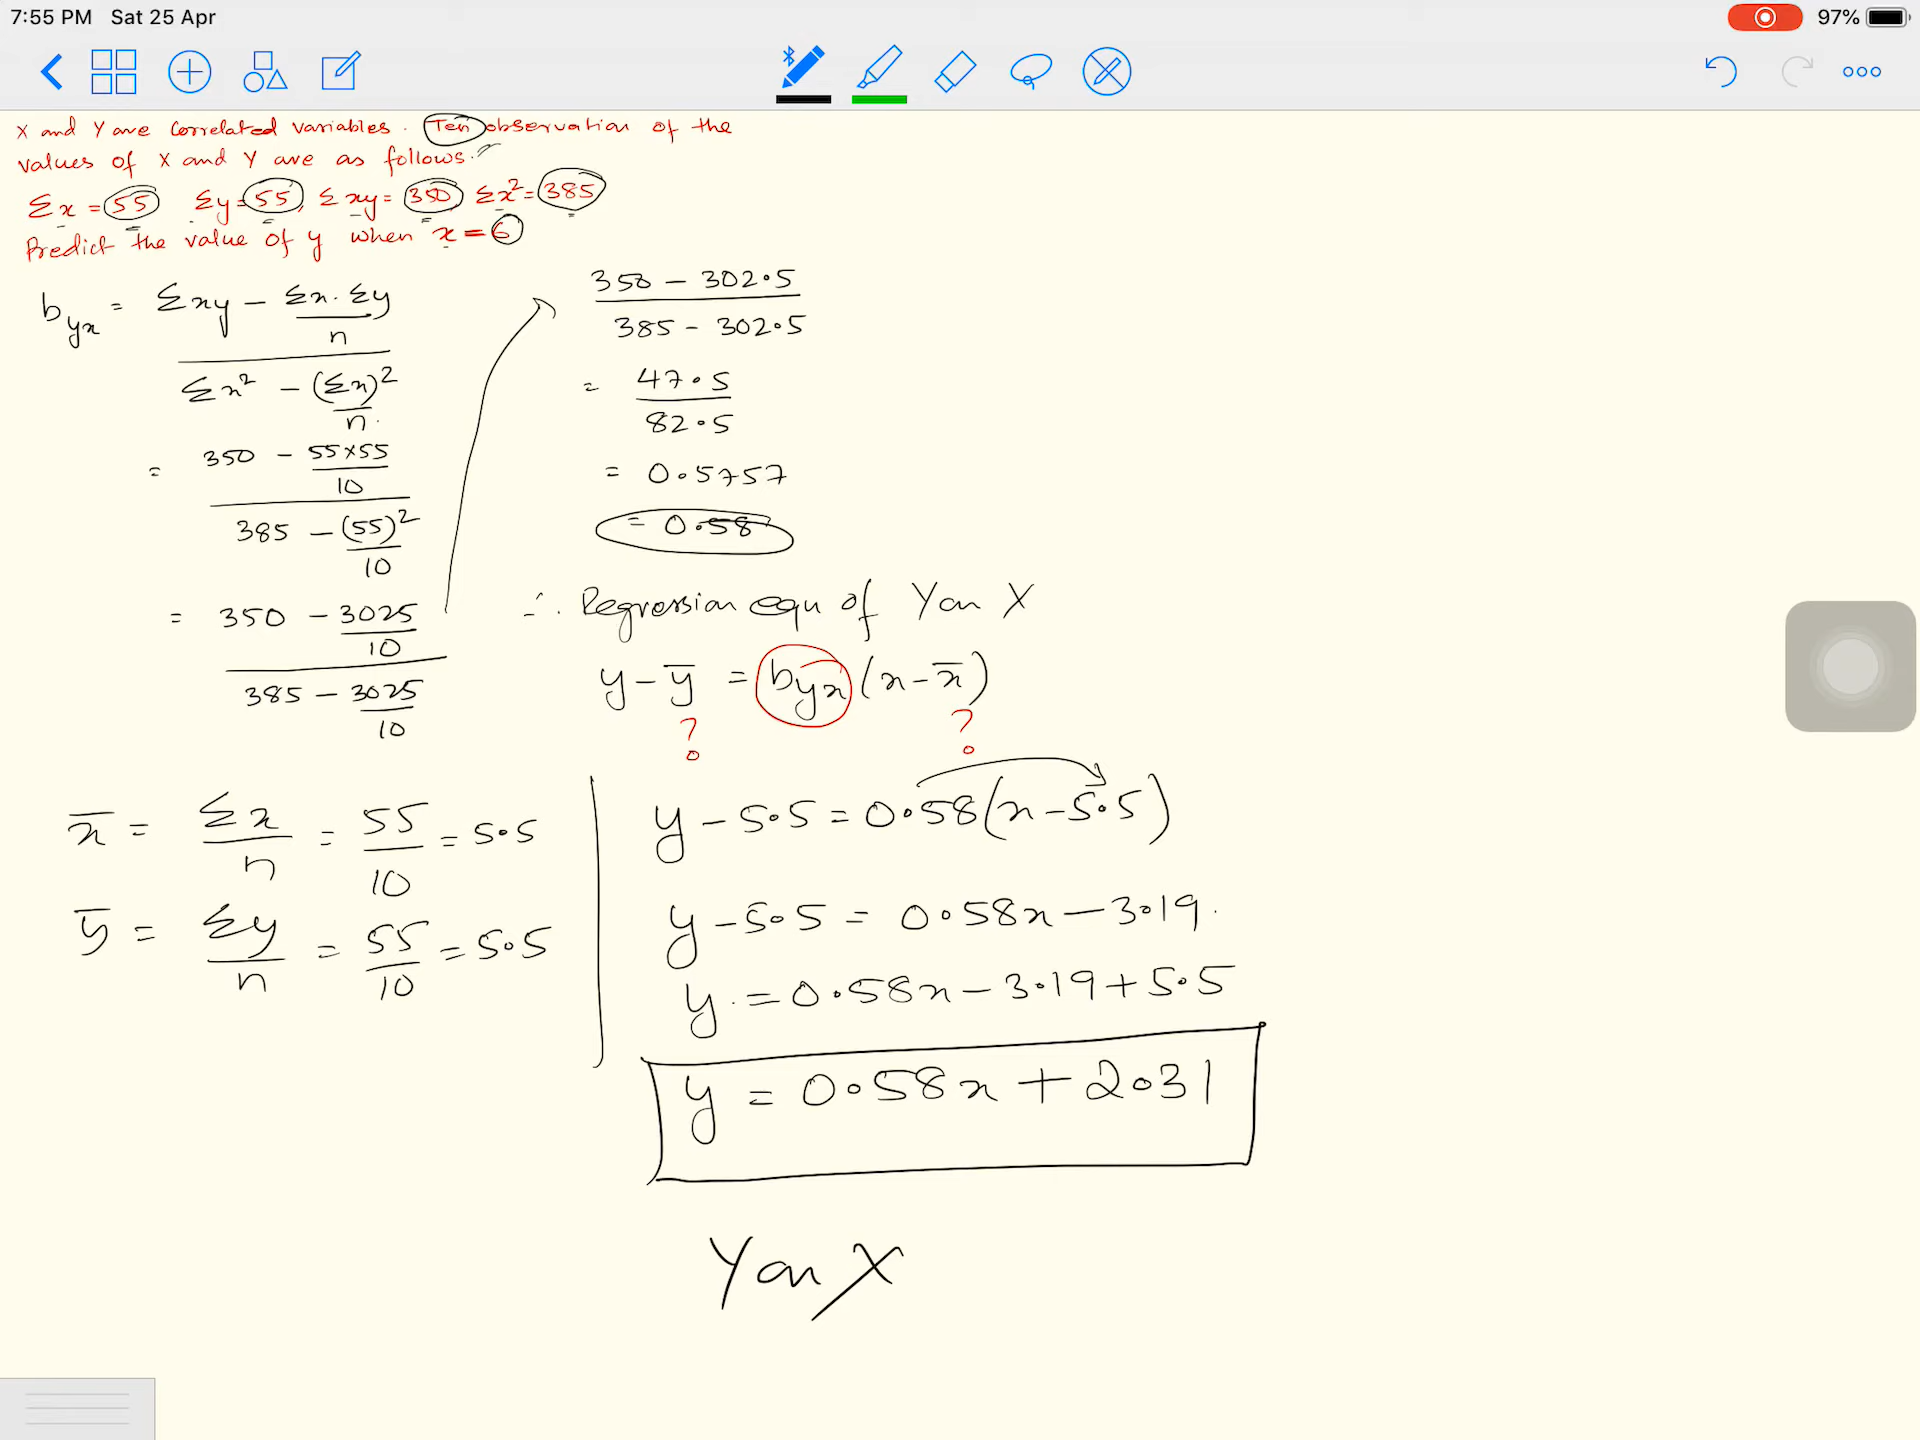 7:55 PM Sat 25 Apr
97%
X and Y are correlated variables. Ten observation of the
values of X and Y are as follows.
Σx = 55 Σy = 55, Σxy = 350 Σx² = 385
Predict the value of y when x = 6
b_yx = (Σxy − (Σx·Σy)/n) / (Σx² − (Σx)²/n)
= (350 − (55×55)/10) / (385 − (55)²/10)
= (350 − 3025/10) / (385 − 3025/10)
(350 − 302.5) / (385 − 302.5)
= 47.5 / 82.5
= 0.5757
= 0.58
∴ Regression equn of Y on X
y − ȳ = b_yx (x − x̄)
? ?
x̄ = Σx/n = 55/10 = 5.5
ȳ = Σy/n = 55/10 = 5.5
y − 5.5 = 0.58(x − 5.5)
y − 5.5 = 0.58x − 3.19.
y = 0.58x − 3.19 + 5.5
y = 0.58x + 2.31
Y on X